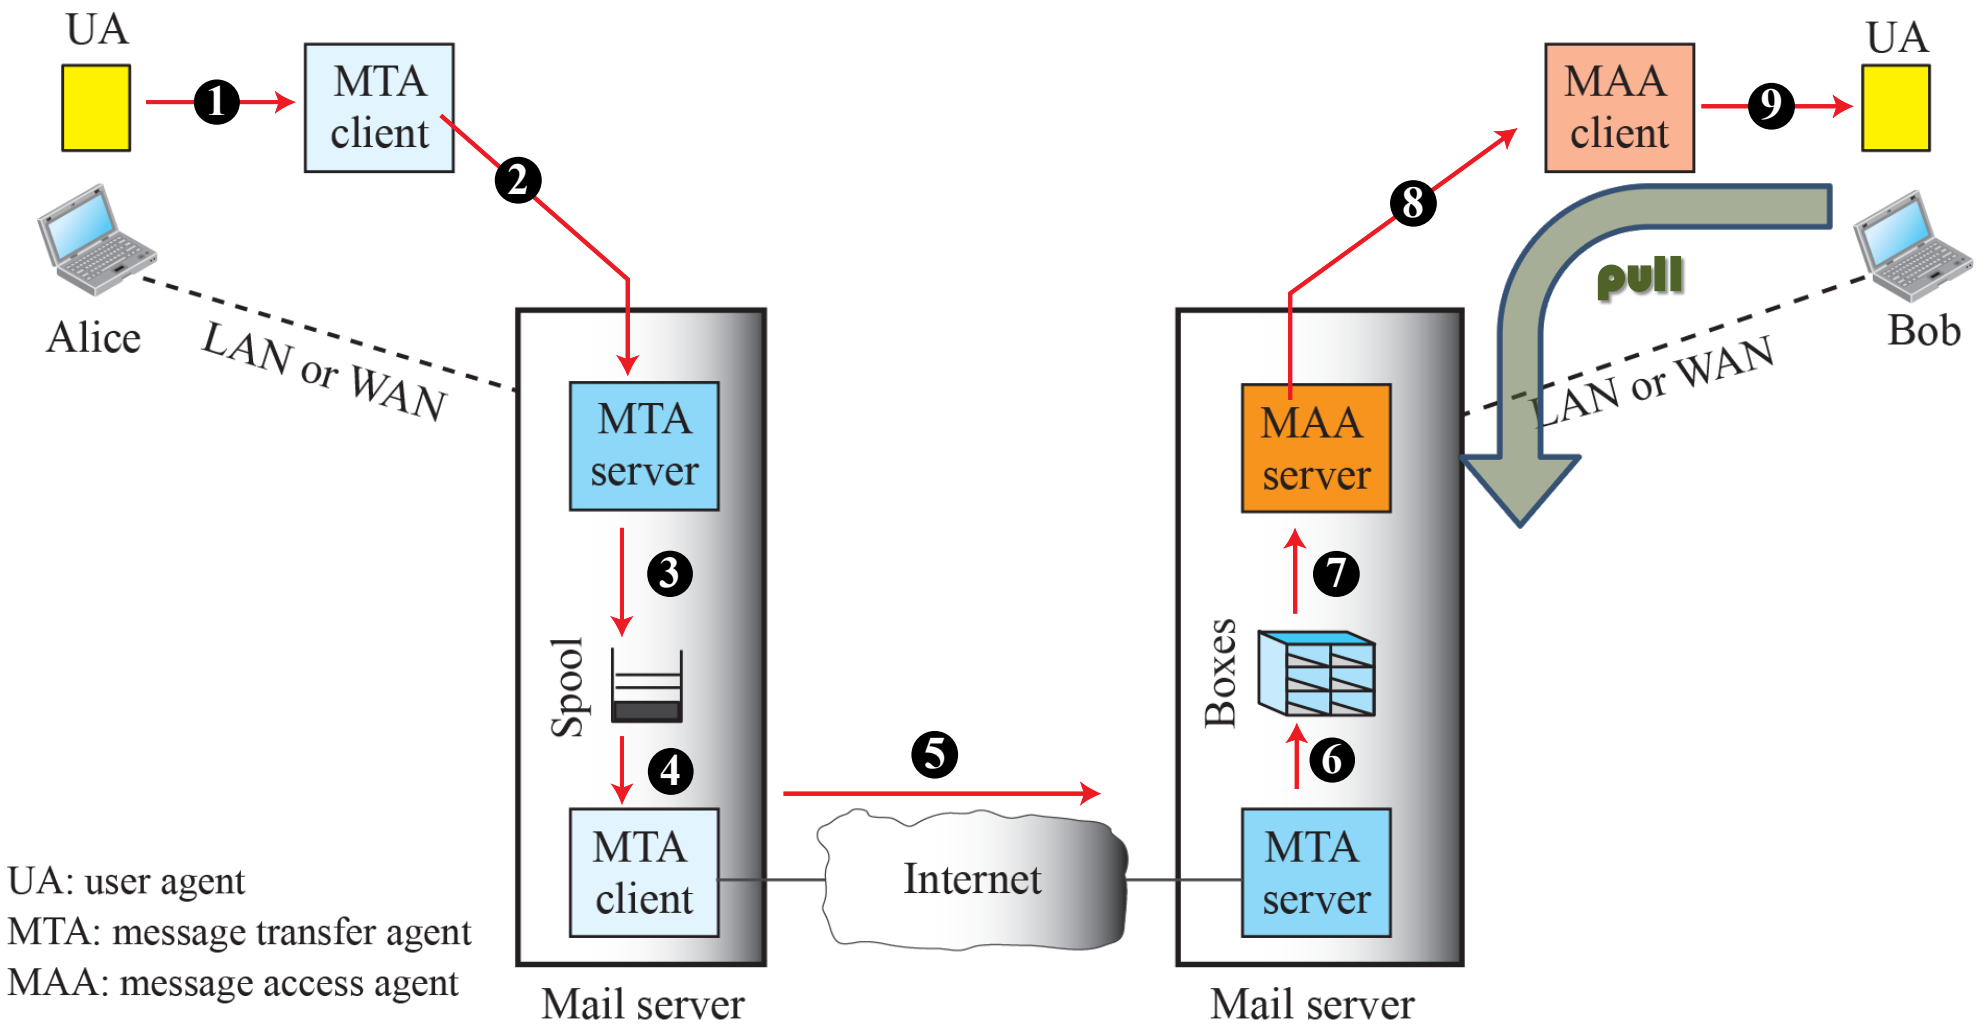 UA
MTA
client
1
2
Alice
LAN or WAN
MTA
server
3
Spool
4
MTA
client
Mail server
5
Internet
UA
MAA
client
9
8
pull
Bob
LAN or WAN
MAA
server
7
Boxes
6
MTA
server
Mail server
UA: user agent
MTA: message transfer agent
MAA: message access agent